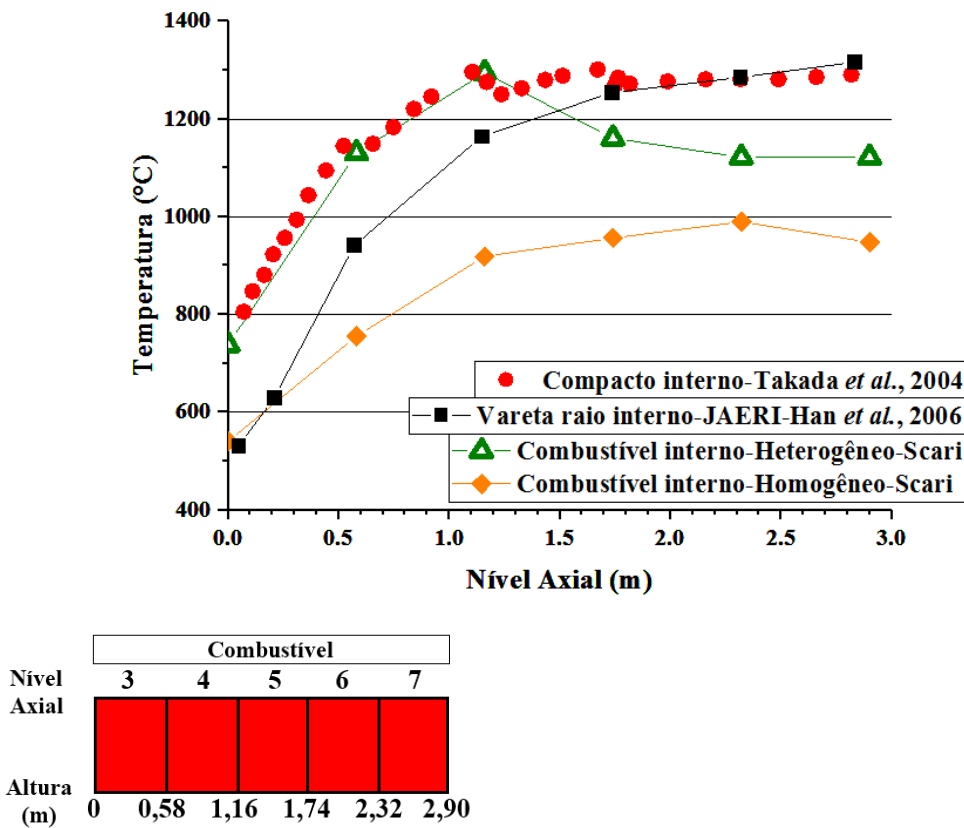 1400
1200
1000
800
600
400
Temperatura (°C)
Compacto interno-Takada et al., 2004
Vareta raio interno-JAERI-Han et al., 2006
Combustível interno-Heterogêneo-Scari
Combustível interno-Homogêneo-Scari
0.0 0.5 1.0 1.5 2.0 2.5 3.0
Nível Axial (m)
Combustível
Nível 3 4 5 6 7
Axial
Altura
(m) 0 0,58 1,16 1,74 2,32 2,90